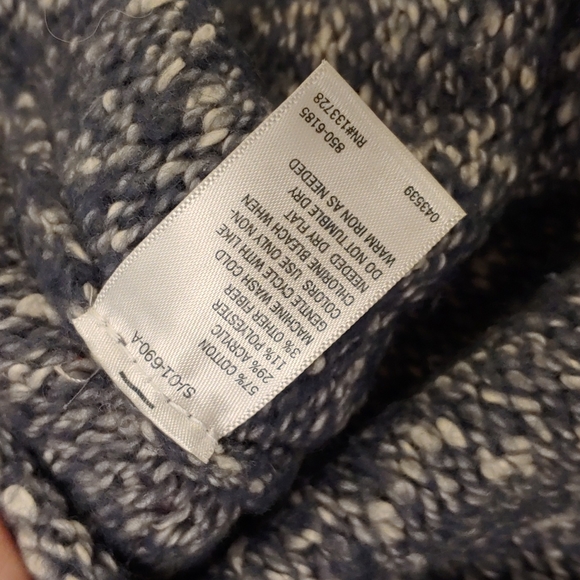 SJ-01-690-A
57% COTTON
29% ACRYLIC
11% POLYESTER
3% OTHER FIBER
MACHINE WASH COLD
GENTLE CYCLE WITH LIKE
COLORS. USE ONLY NON-
CHLORINE BLEACH WHEN
NEEDED. DRY FLAT
DO NOT TUMBLE DRY
WARM IRON AS NEEDED
850-6185
RN#133728
043539